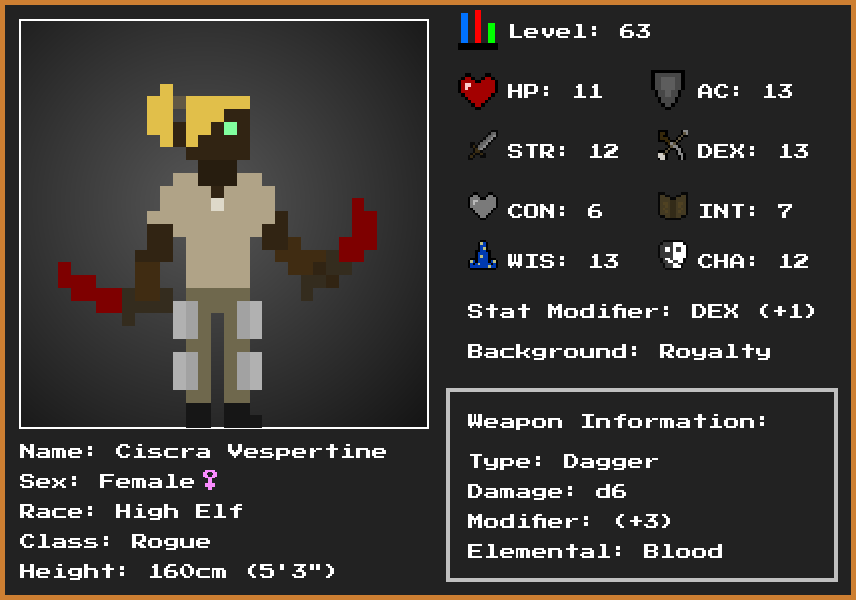 Level: 63
HP: 11
AC: 13
STR: 12
DEX: 13
CON: 6
INT: 7
WIS: 13
CHA: 12
Stat Modifier: DEX (+1)
Background: Royalty
Weapon Information:
Type: Dagger
Damage: d6
Modifier: (+3)
Elemental: Blood
Name: Ciscra Vespertine
Sex: Female♀
Race: High Elf
Class: Rogue
Height: 160cm (5'3")